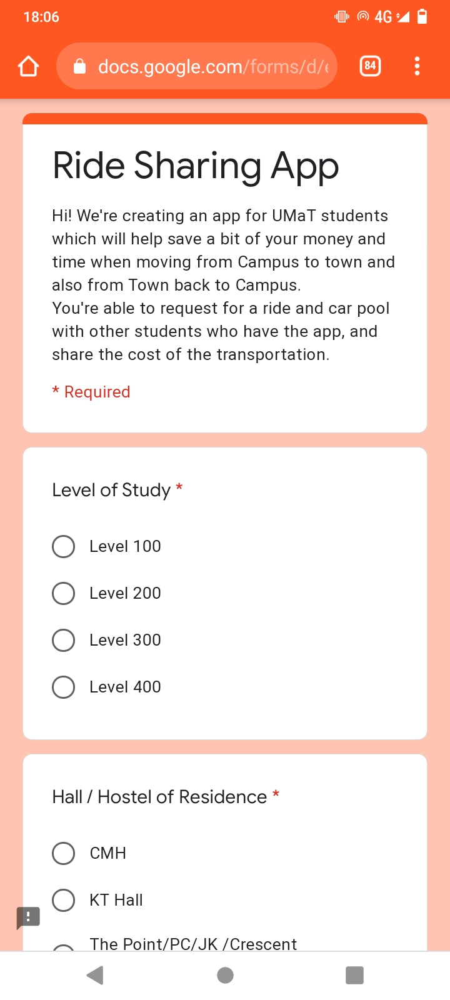 18:06
4G
docs.google.com/forms/d/e
84
Ride Sharing App
Hi! We're creating an app for UMaT students
which will help save a bit of your money and
time when moving from Campus to town and
also from Town back to Campus.
You're able to request for a ride and car pool
with other students who have the app, and
share the cost of the transportation.
* Required
Level of Study *
Level 100
Level 200
Level 300
Level 400
Hall / Hostel of Residence *
CMH
KT Hall
The Point/PC/JK /Crescent